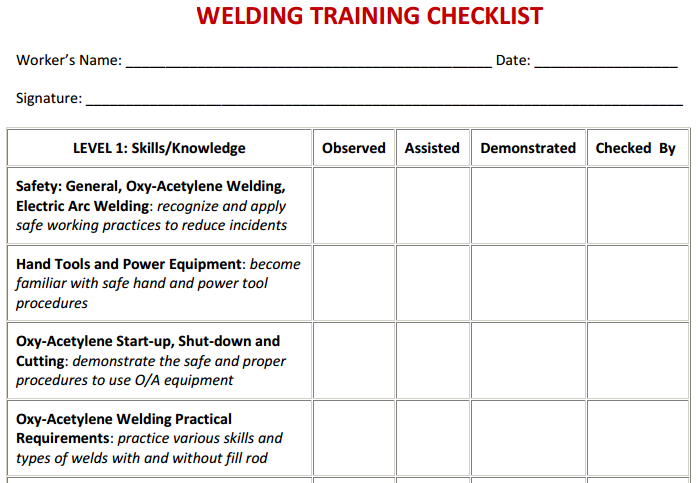 WELDING TRAINING CHECKLIST
Worker’s Name: ______________________________________________ Date: __________________
Signature: ___________________________________________________________________________
LEVEL 1: Skills/Knowledge Observed Assisted Demonstrated Checked By
Safety: General, Oxy-Acetylene Welding,
Electric Arc Welding: recognize and apply
safe working practices to reduce incidents
Hand Tools and Power Equipment: become
familiar with safe hand and power tool
procedures
Oxy-Acetylene Start-up, Shut-down and
Cutting: demonstrate the safe and proper
procedures to use O/A equipment
Oxy-Acetylene Welding Practical
Requirements: practice various skills and
types of welds with and without fill rod